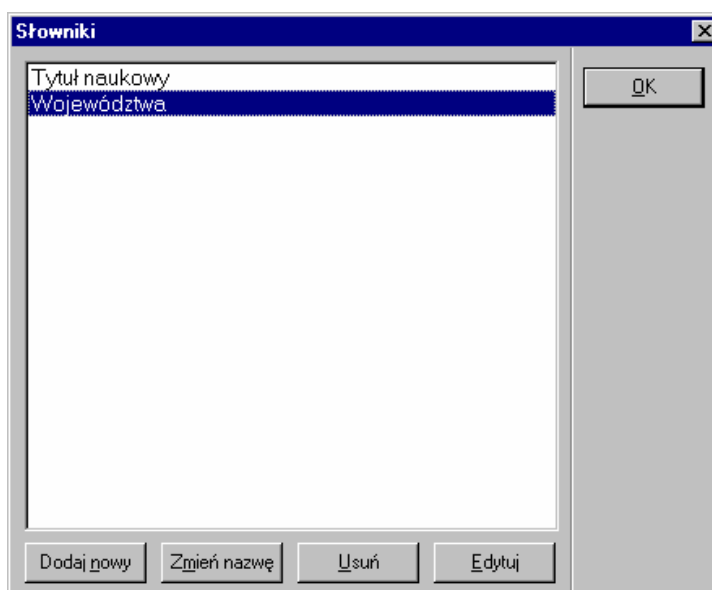 Słowniki
Tytuł naukowy
Województwa
OK
Dodaj nowy
Zmień nazwę
Usuń
Edytuj